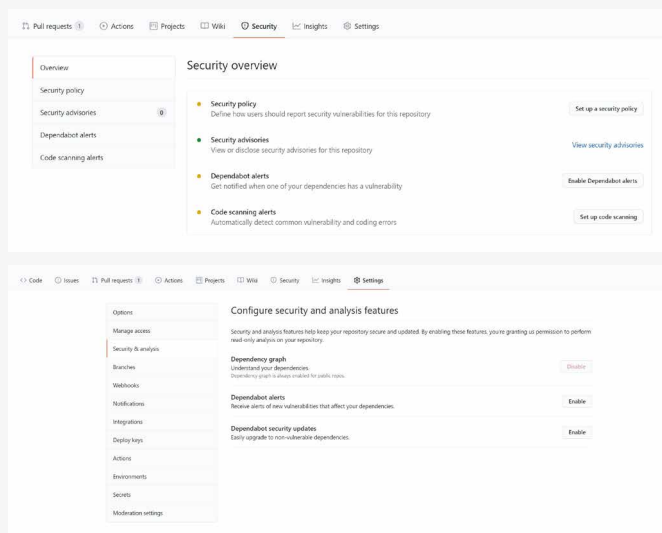 Pull requests 1 Actions Projects Wiki Security Insights Settings
Overview
Security policy
Security advisories 0
Dependabot alerts
Code scanning alerts
Security overview
Security policy
Define how users should report security vulnerabilities for this repository
Set up a security policy
Security advisories
View or disclose security advisories for this repository
View security advisories
Dependabot alerts
Get notified when one of your dependencies has a vulnerability
Enable Dependabot alerts
Code scanning alerts
Automatically detect common vulnerability and coding errors
Set up code scanning
Code Issues Pull requests 1 Actions Projects Wiki Security Insights Settings
Options
Manage access
Security & analysis
Branches
Webhooks
Notifications
Integrations
Deploy keys
Actions
Environments
Secrets
Moderation settings
Configure security and analysis features
Security and analysis features help keep your repository secure and updated. By enabling these features, you're granting us permission to perform
read-only analysis on your repository.
Dependency graph
Understand your dependencies.
Dependency graph is always enabled for public repos.
Disable
Dependabot alerts
Receive alerts of new vulnerabilities that affect your dependencies.
Enable
Dependabot security updates
Easily upgrade to non-vulnerable dependencies.
Enable